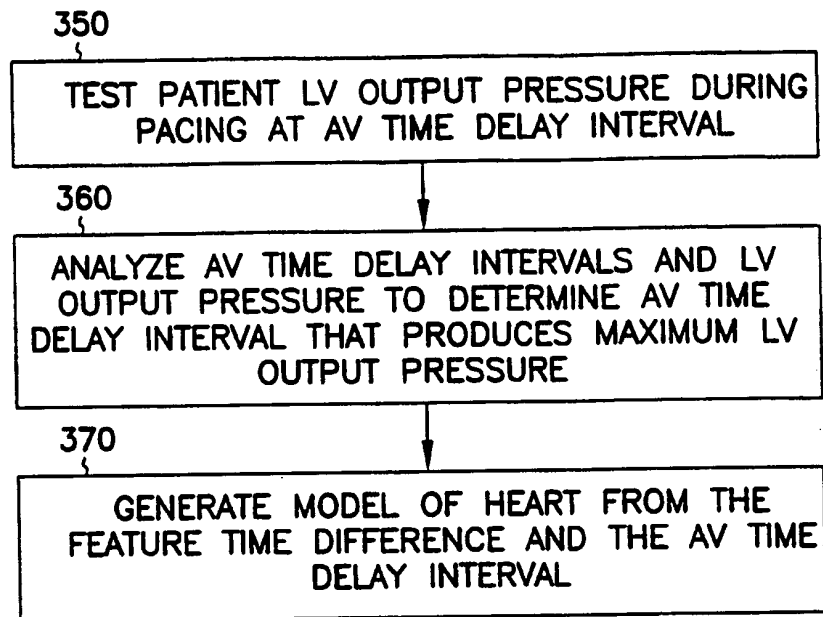 350
TEST PATIENT LV OUTPUT PRESSURE DURING
PACING AT AV TIME DELAY INTERVAL
360
ANALYZE AV TIME DELAY INTERVALS AND LV
OUTPUT PRESSURE TO DETERMINE AV TIME
DELAY INTERVAL THAT PRODUCES MAXIMUM LV
OUTPUT PRESSURE
370
GENERATE MODEL OF HEART FROM THE
FEATURE TIME DIFFERENCE AND THE AV TIME
DELAY INTERVAL